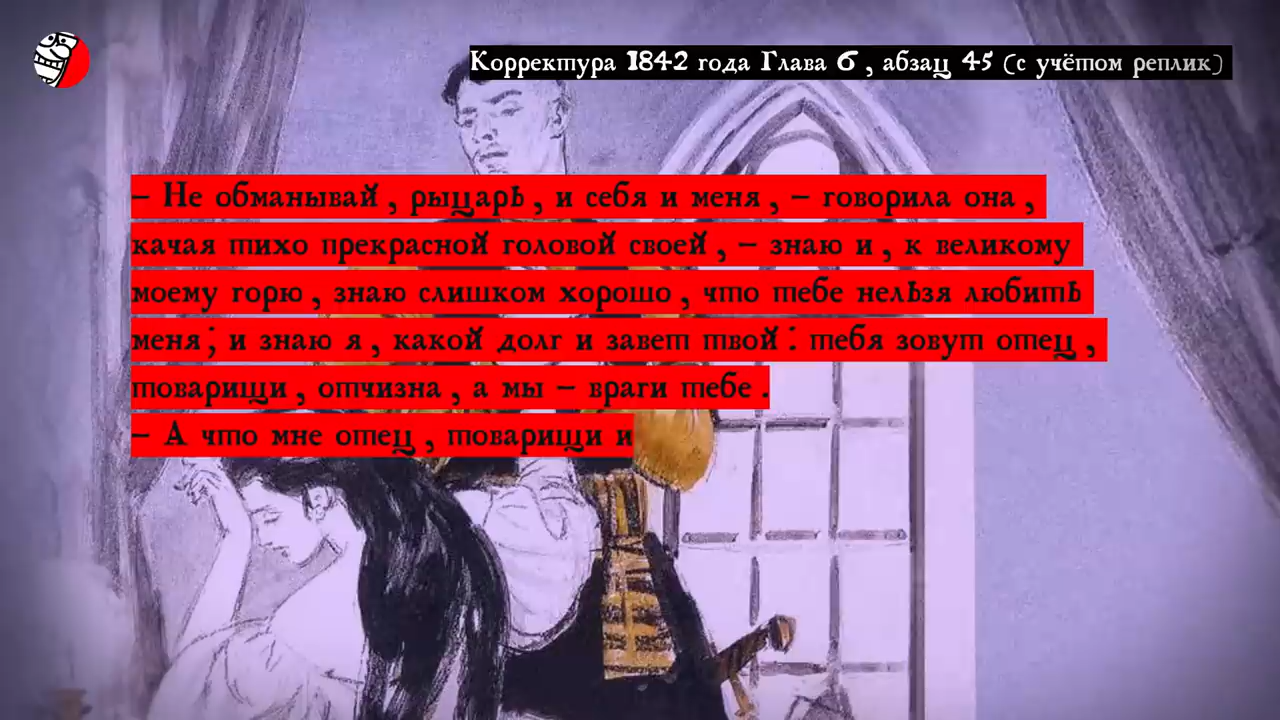 Корректура 1842 года Глава 6, абзац 45 (с учётом реплик)
– Не обманывай, рыцарь, и себя и меня, – говорила она,
качая тихо прекрасной головой своей, – знаю и, к великому
моему горю, знаю слишком хорошо, что тебе нельзя любить
меня; и знаю я, какой долг и завет твой: тебя зовут отец,
товарищи, отчизна, а мы – враги тебе.
– А что мне отец, товарищи и